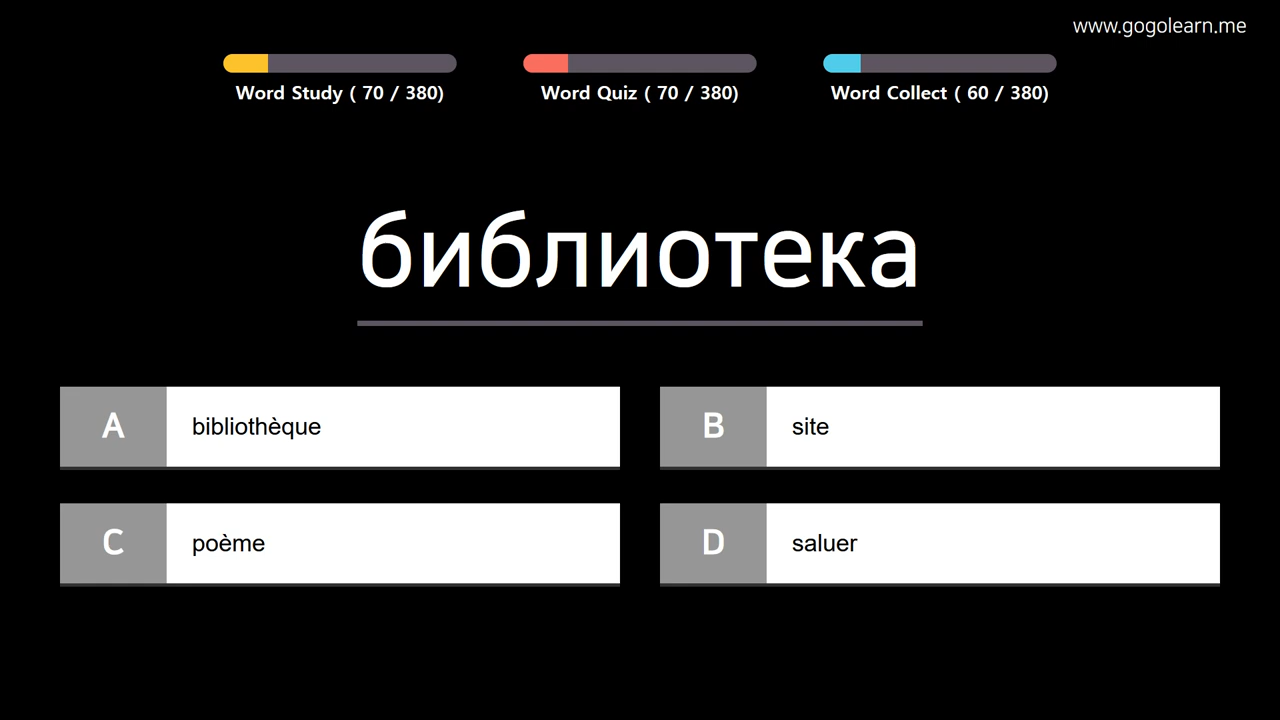 www.gogolearn.me
Word Study ( 70 / 380)
Word Quiz ( 70 / 380)
Word Collect ( 60 / 380)
библиотека
A bibliothèque
B site
C poème
D saluer